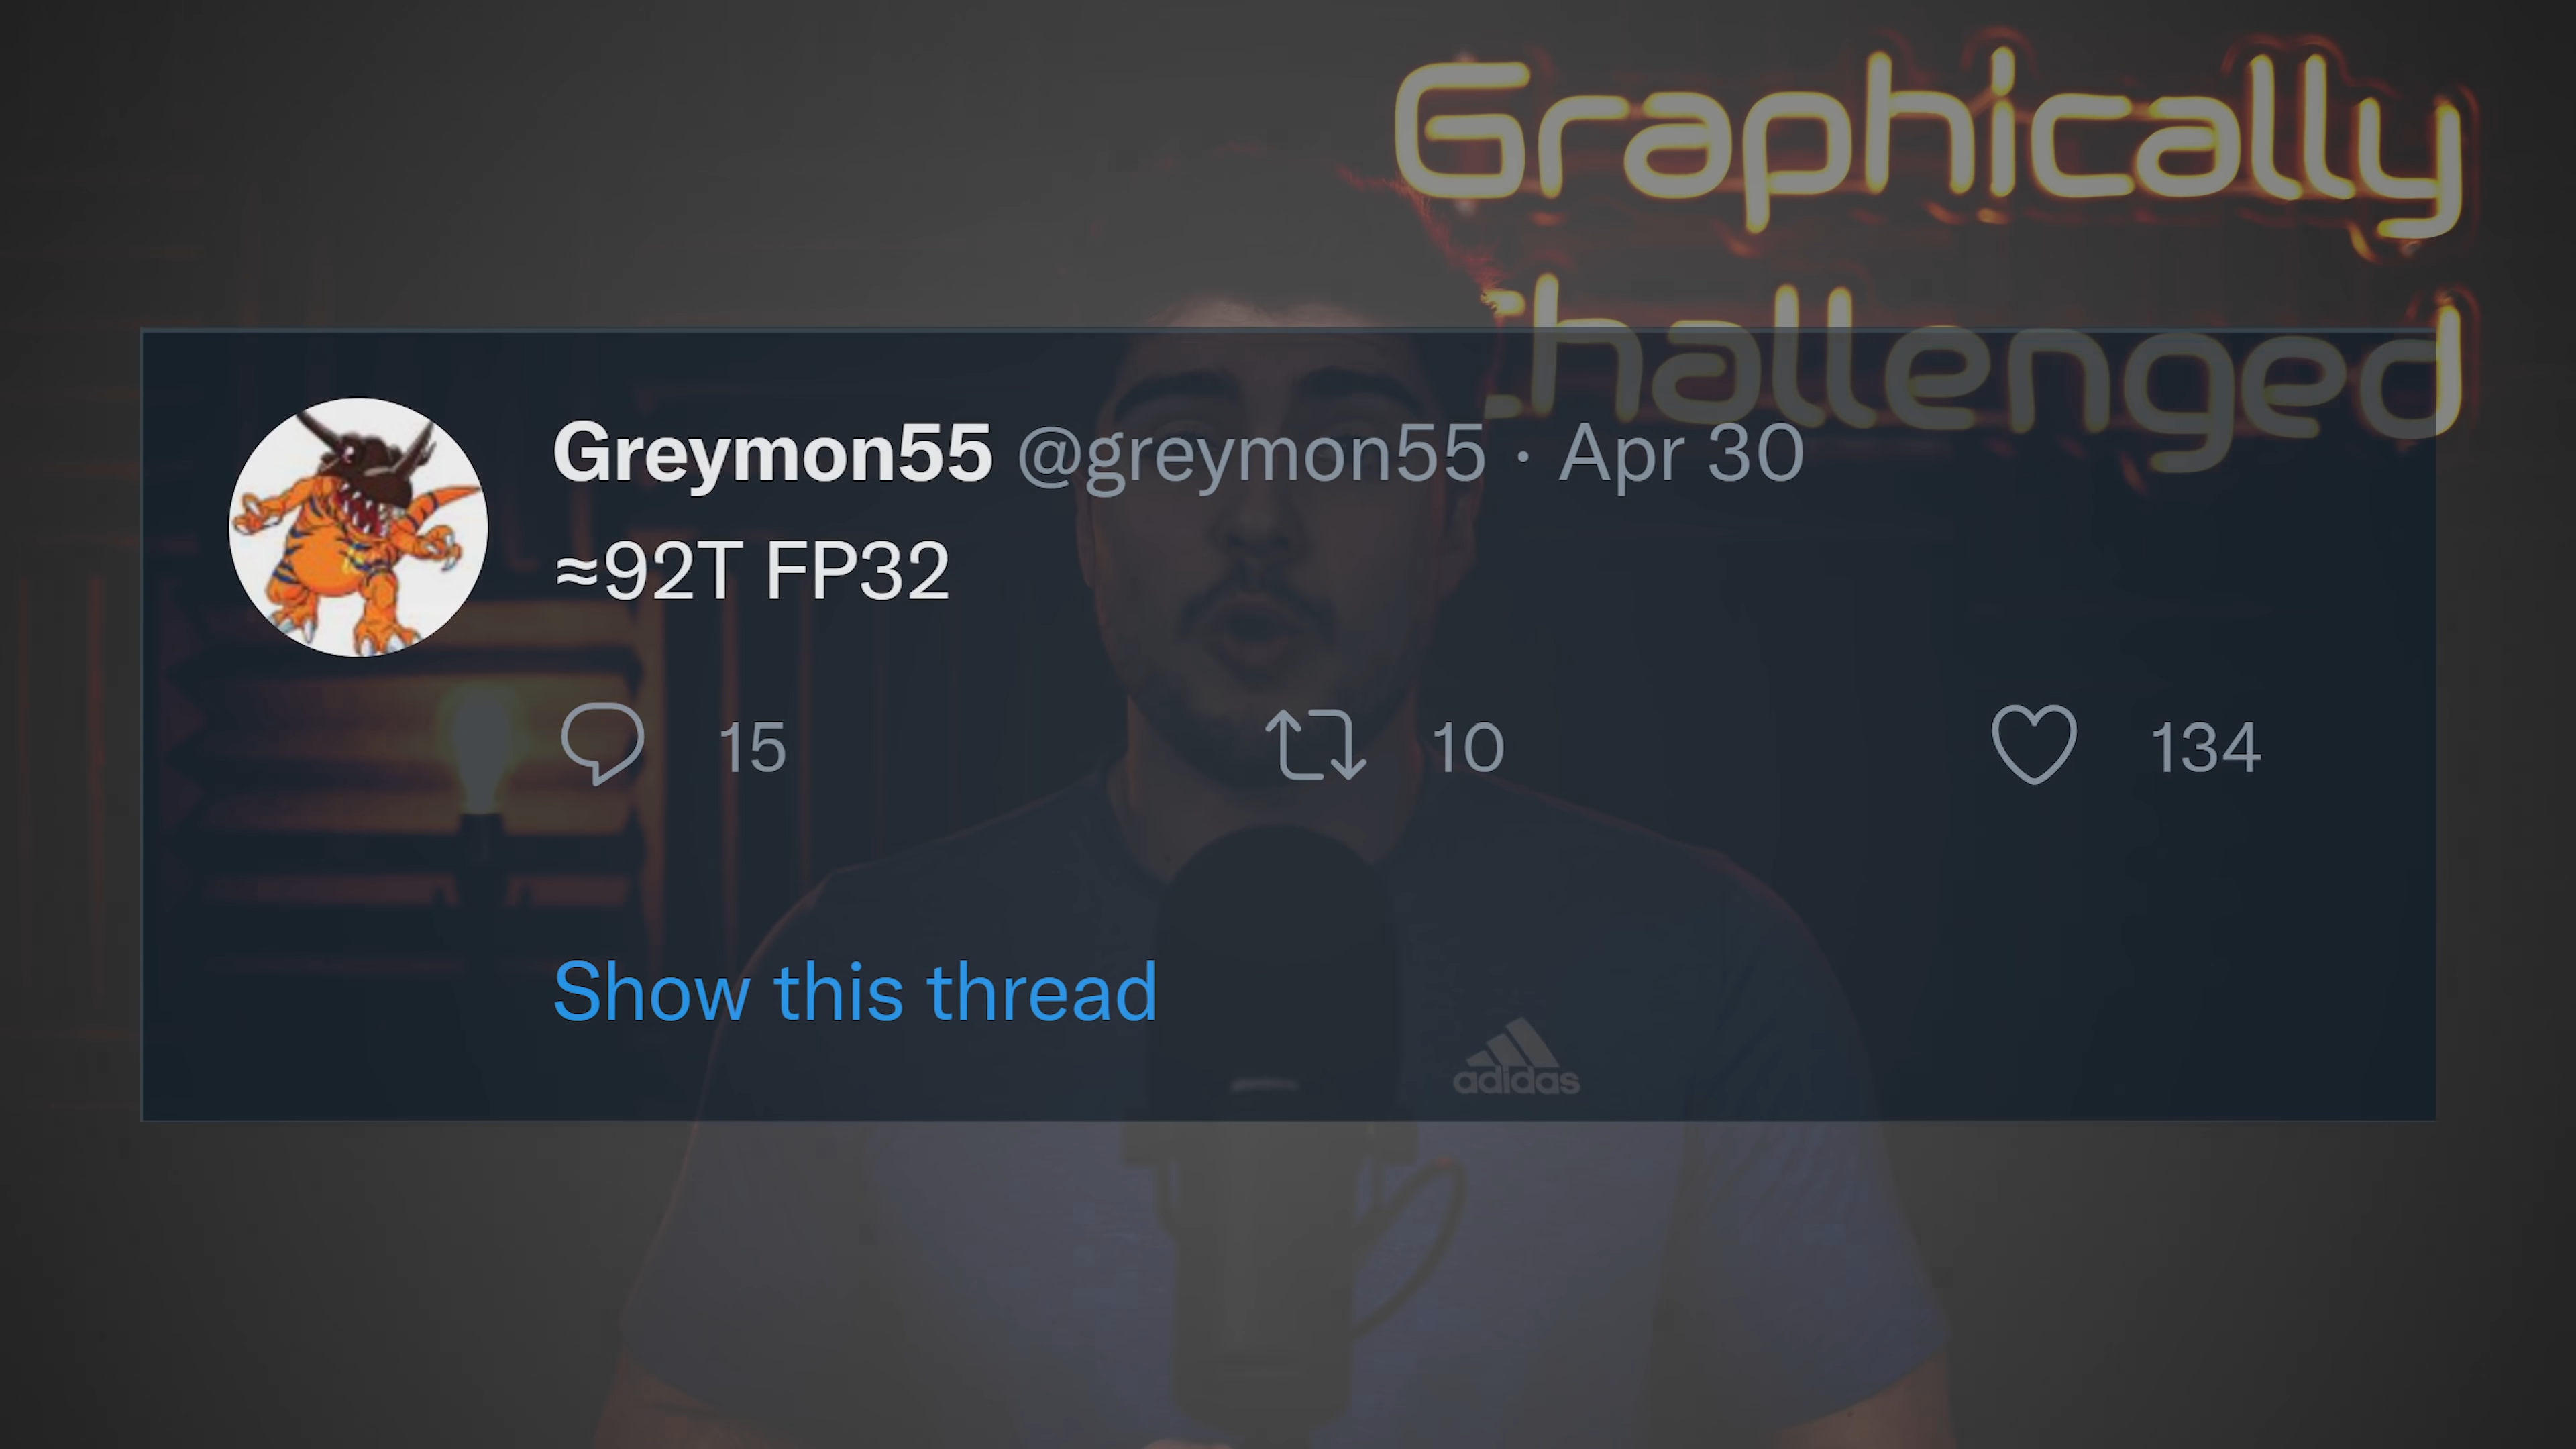 Graphically
hallenged
Greymon55 @greymon55 · Apr 30
≈92T FP32
15 10 134
Show this thread
adidas